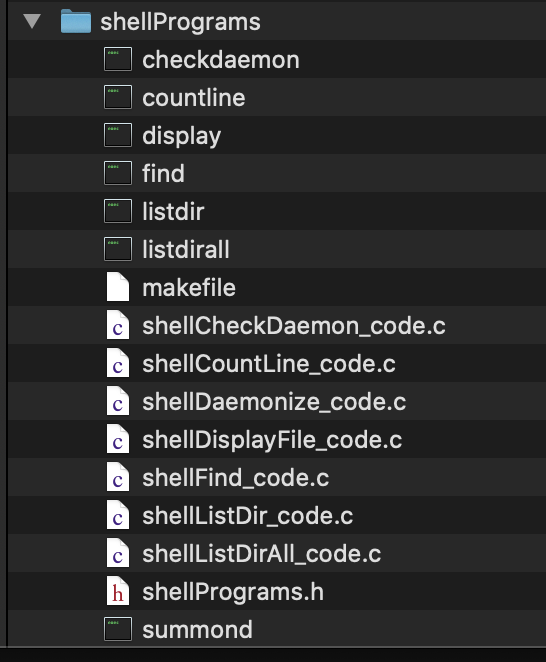 shellPrograms
checkdaemon
countline
display
find
listdir
listdirall
makefile
shellCheckDaemon_code.c
shellCountLine_code.c
shellDaemonize_code.c
shellDisplayFile_code.c
shellFind_code.c
shellListDir_code.c
shellListDirAll_code.c
shellPrograms.h
summond